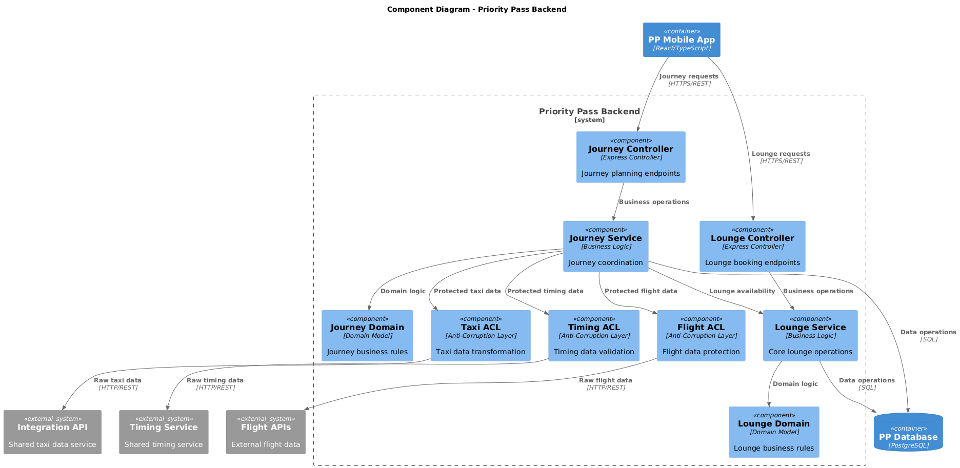 Component Diagram - Priority Pass Backend
«container»
PP Mobile App
[React/TypeScript]
Journey requests
[HTTPS/REST]
Priority Pass Backend
[system]
«component»
Journey Controller
[Express Controller]
Journey planning endpoints
Lounge requests
[HTTPS/REST]
Business operations
«component»
Journey Service
[Business Logic]
Journey coordination
«component»
Lounge Controller
[Express Controller]
Lounge booking endpoints
Domain logic
Protected taxi data
Protected timing data
Protected flight data
Lounge availability
Business operations
«component»
Journey Domain
[Domain Model]
Journey business rules
«component»
Taxi ACL
[Anti-Corruption Layer]
Taxi data transformation
«component»
Timing ACL
[Anti-Corruption Layer]
Timing data validation
«component»
Flight ACL
[Anti-Corruption Layer]
Flight data protection
«component»
Lounge Service
[Business Logic]
Core lounge operations
Data operations
[SQL]
Raw taxi data
[HTTP/REST]
Raw timing data
[HTTP/REST]
Raw flight data
[HTTP/REST]
Domain logic
Data operations
[SQL]
«external_system»
Integration API
Shared taxi data service
«external_system»
Timing Service
Shared timing service
«external_system»
Flight APIs
External flight data
«component»
Lounge Domain
[Domain Model]
Lounge business rules
«container»
PP Database
[PostgreSQL]